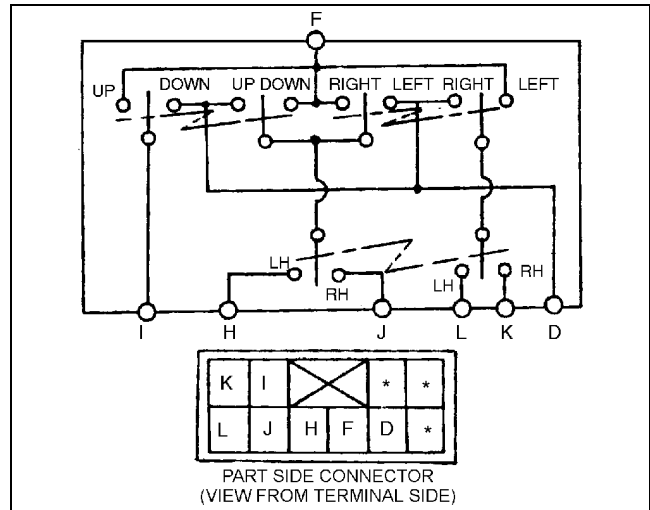 F
UP DOWN UP DOWN RIGHT LEFT RIGHT LEFT
LH RH LH RH
I H J L K D
K I * *
L J H F D *
PART SIDE CONNECTOR
(VIEW FROM TERMINAL SIDE)